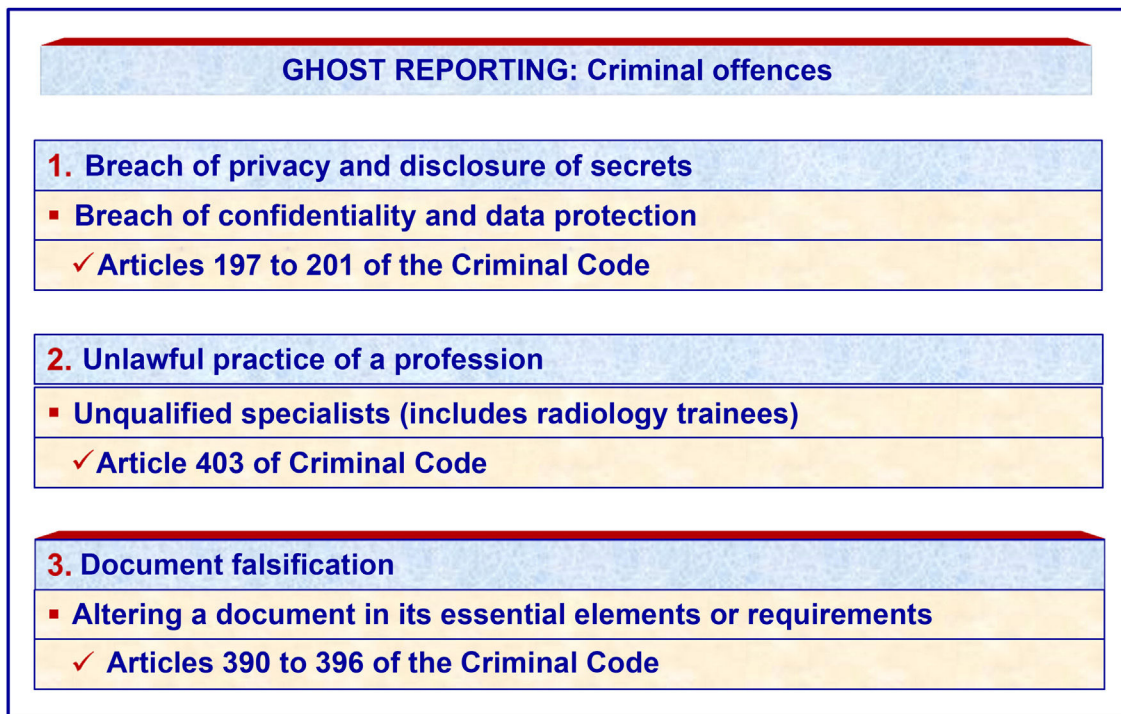 GHOST REPORTING: Criminal offences
1. Breach of privacy and disclosure of secrets
▪ Breach of confidentiality and data protection
✓ Articles 197 to 201 of the Criminal Code
2. Unlawful practice of a profession
▪ Unqualified specialists (includes radiology trainees)
✓ Article 403 of Criminal Code
3. Document falsification
▪ Altering a document in its essential elements or requirements
✓ Articles 390 to 396 of the Criminal Code